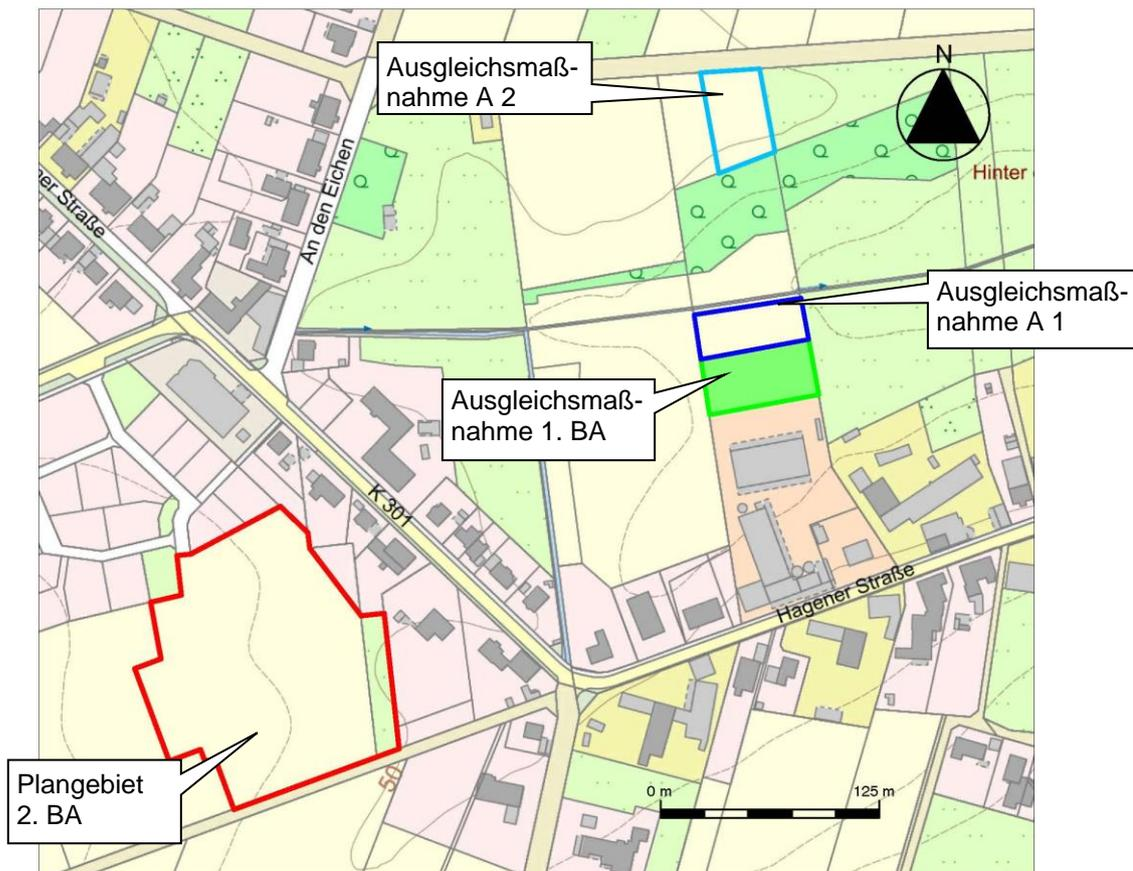 Ausgleichsmaß-
nahme A 2
N
Hinter
ner Straße
An den Eichen
Ausgleichsmaß-
nahme A 1
Ausgleichsmaß-
nahme 1. BA
K 301
Hagener Straße
Plangebiet
2. BA
50
0 m
125 m